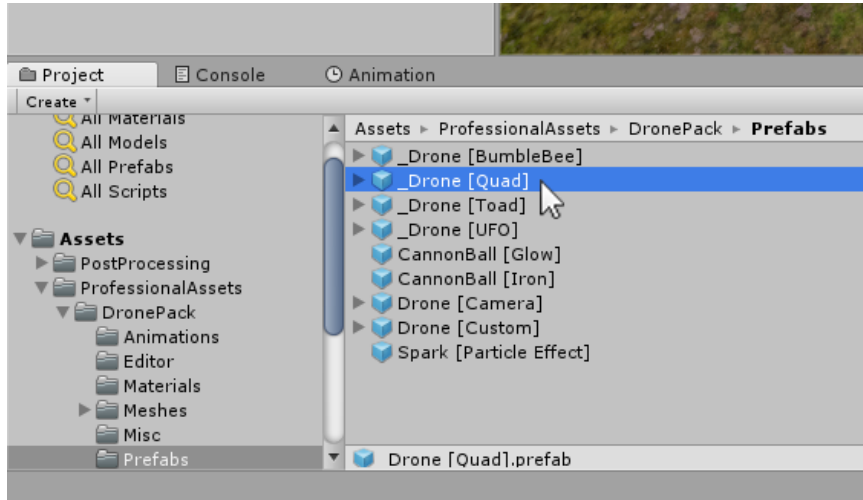 Project Console Animation
Create
All Materials
All Models
All Prefabs
All Scripts
Assets
PostProcessing
ProfessionalAssets
DronePack
Animations
Editor
Materials
Meshes
Misc
Prefabs
Assets ▸ ProfessionalAssets ▸ DronePack ▸ Prefabs
_Drone [BumbleBee]
_Drone [Quad]
_Drone [Toad]
_Drone [UFO]
CannonBall [Glow]
CannonBall [Iron]
Drone [Camera]
Drone [Custom]
Spark [Particle Effect]
Drone [Quad].prefab